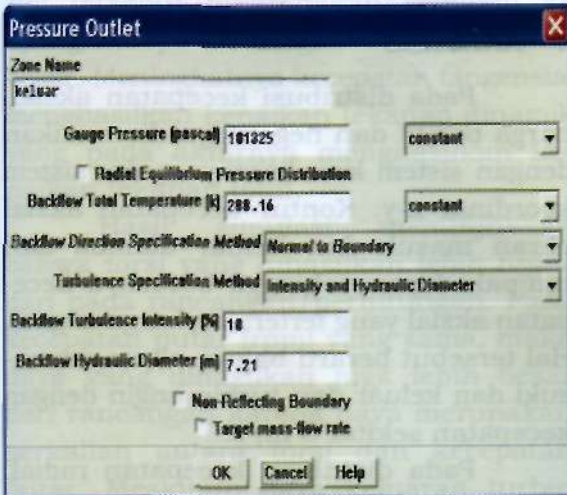 Pressure Outlet
Zone Name
keluar
Gauge Pressure (pascal) 101325 constant
Radial Equilibrium Pressure Distribution
Backflow Total Temperature (k) 288.16 constant
Backflow Direction Specification Method Normal to Boundary
Turbulence Specification Method Intensity and Hydraulic Diameter
Backflow Turbulence Intensity (%) 10
Backflow Hydraulic Diameter (m) 7.21
Non-Reflecting Boundary
Target mass-flow rate
OK Cancel Help